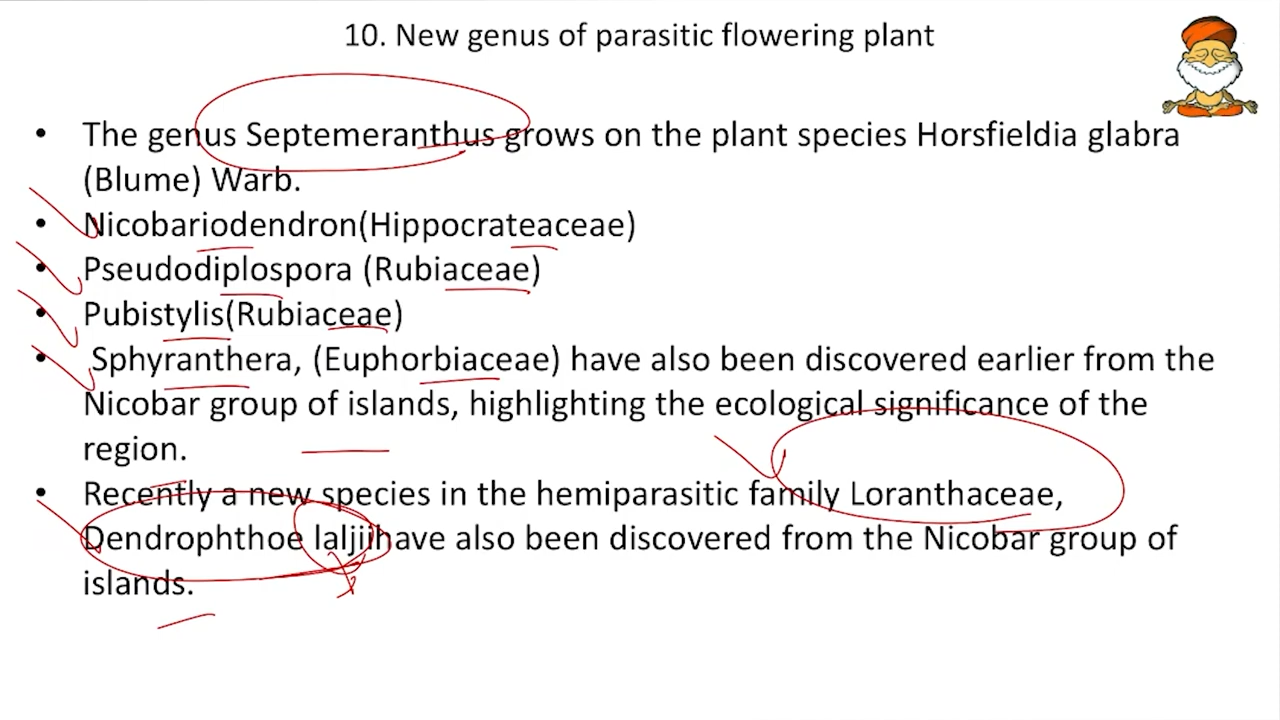 10. New genus of parasitic flowering plant
• The genus Septemeranthus grows on the plant species Horsfieldia glabra
(Blume) Warb.
• Nicobariodendron(Hippocrateaceae)
• Pseudodiplospora (Rubiaceae)
• Pubistylis(Rubiaceae)
• Sphyranthera, (Euphorbiaceae) have also been discovered earlier from the
Nicobar group of islands, highlighting the ecological significance of the
region.
• Recently a new species in the hemiparasitic family Loranthaceae,
Dendrophthoe laljiihave also been discovered from the Nicobar group of
islands.